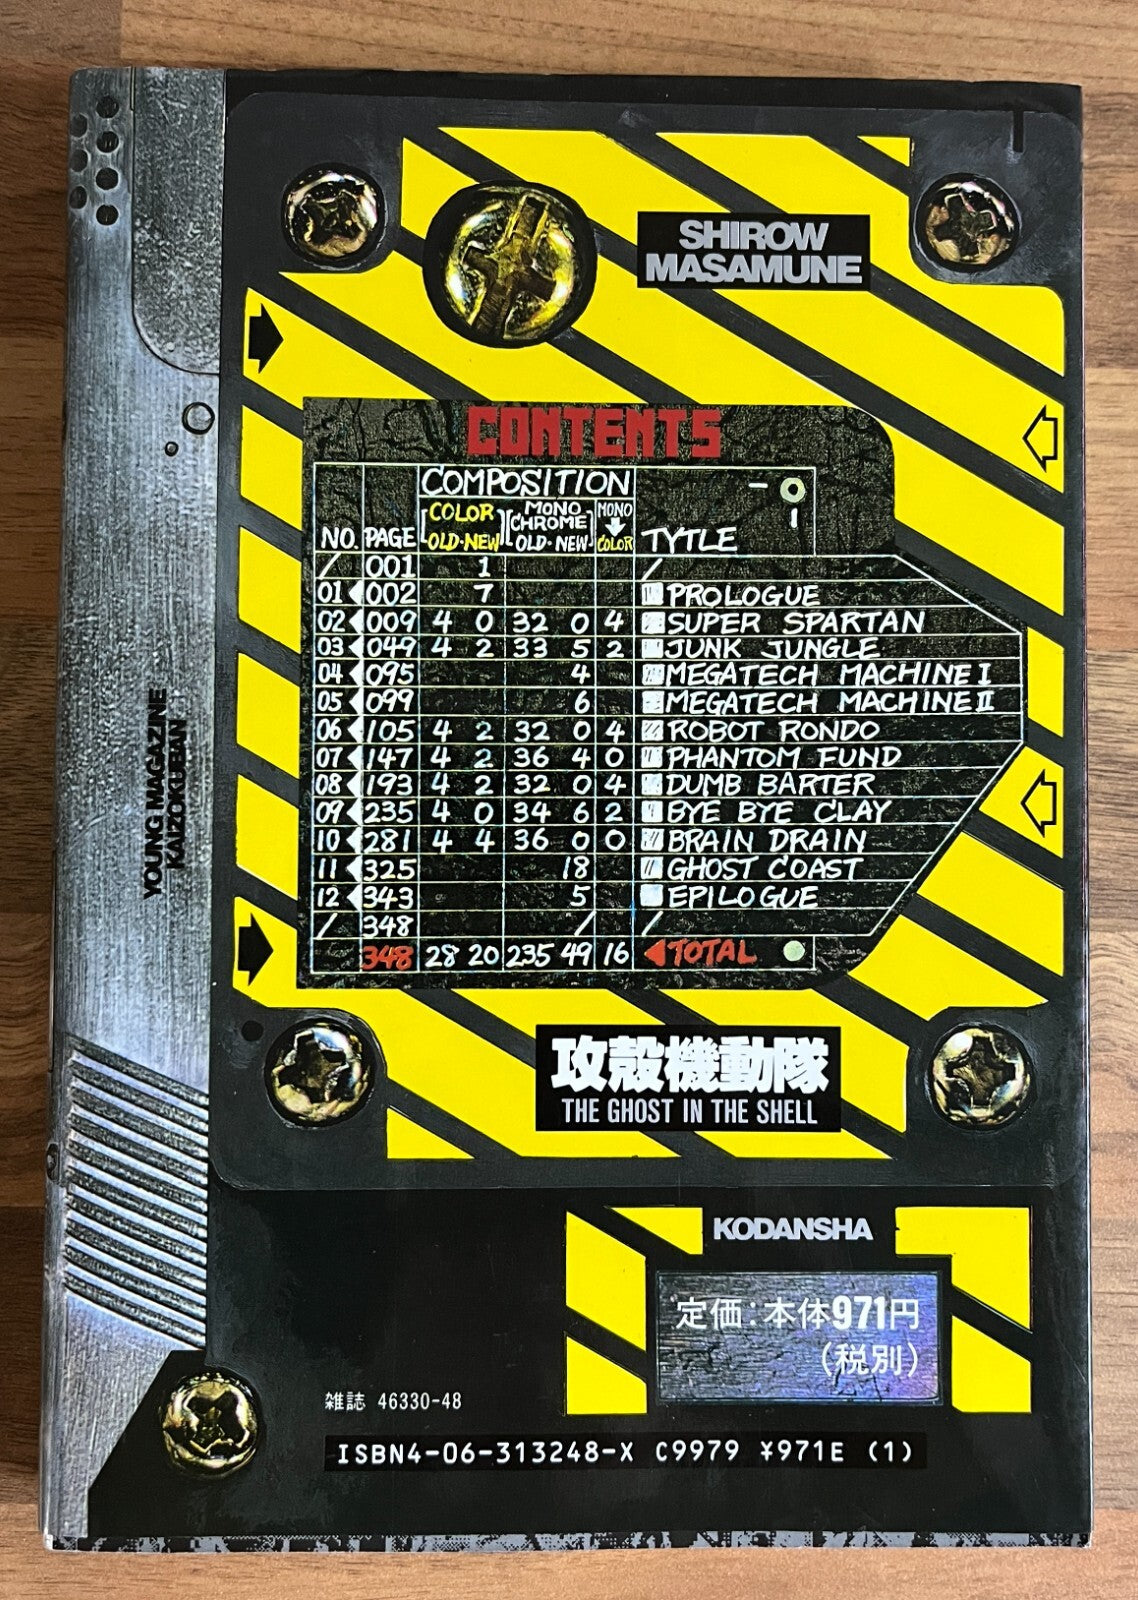 SHIROW
MASAMUNE
CONTENTS
COMPOSITION
COLOR MONO CHROME MONO
NO. PAGE OLD·NEW OLD·NEW COLOR TYTLE
/ 001 1 /
01 002 7 PROLOGUE
02 009 4 0 32 0 4 SUPER SPARTAN
03 049 4 2 33 5 2 JUNK JUNGLE
04 095 4 MEGATECH MACHINE I
05 099 6 MEGATECH MACHINE II
06 105 4 2 32 0 4 ROBOT RONDO
07 147 4 2 36 4 0 PHANTOM FUND
08 193 4 2 32 0 4 DUMB BARTER
09 235 4 0 34 6 2 BYE BYE CLAY
10 281 4 4 36 0 0 BRAIN DRAIN
11 325 18 GHOST COAST
12 343 5 EPILOGUE
/ 348 / /
348 28 20 235 49 16 TOTAL
YOUNG MAGAZINE
KAIZOKUBAN
攻殻機動隊
THE GHOST IN THE SHELL
KODANSHA
定価:本体971円
(税別)
雑誌 46330-48
ISBN4-06-313248-X C9979 ¥971E (1)